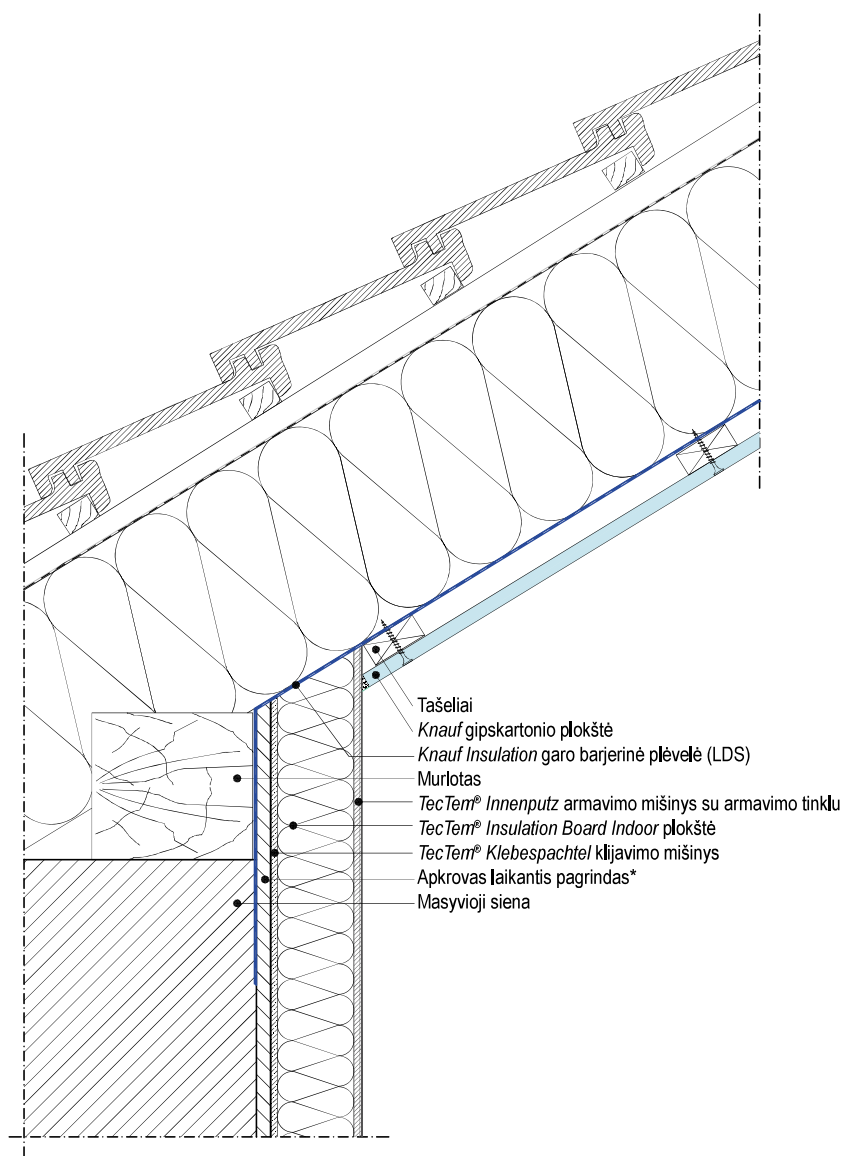 Tašeliai
Knauf gipskartonio plokštė
Knauf Insulation garo barjerinė plėvelė (LDS)
Murlotas
TecTem® Innenputz armavimo mišinys su armavimo tinklu
TecTem® Insulation Board Indoor plokštė
TecTem® Klebespachtel klijavimo mišinys
Apkrovas laikantis pagrindas*
Masyvioji siena